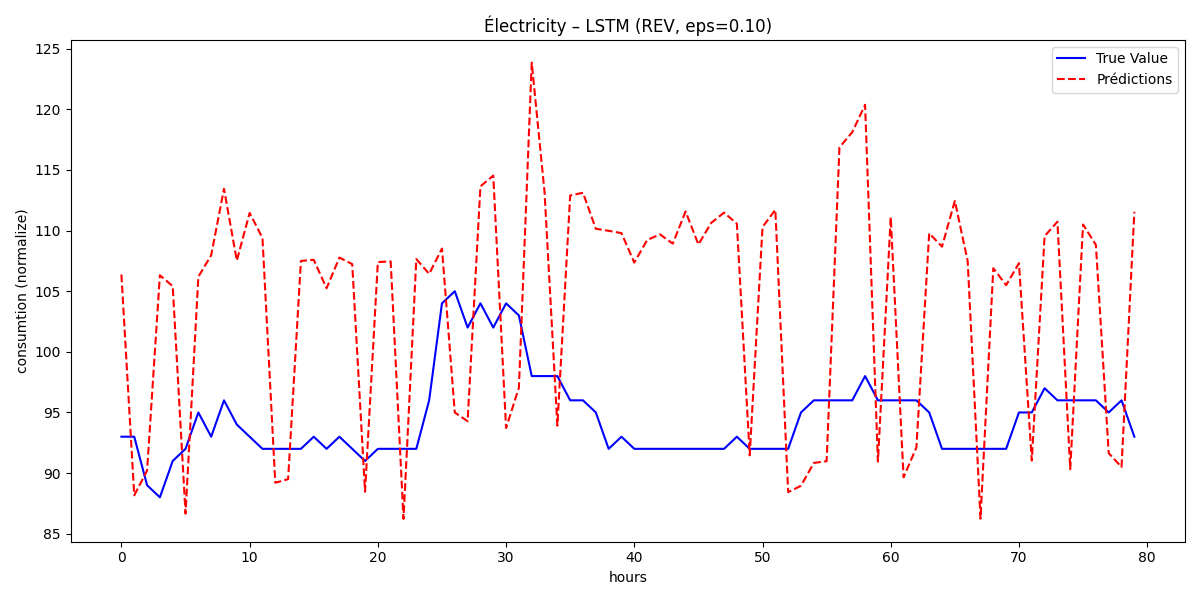 Électricity – LSTM (REV, eps=0.10)
True Value
Prédictions
125
120
115
110
105
100
95
90
85
consumtion (normalize)
0 10 20 30 40 50 60 70 80
hours